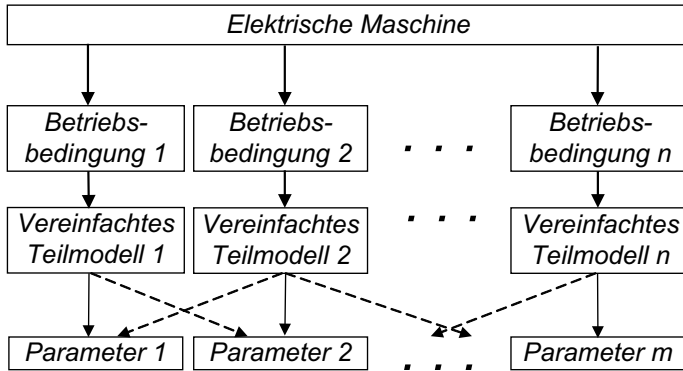 Elektrische Maschine
Betriebs-
bedingung 1
Betriebs-
bedingung 2
. . .
Betriebs-
bedingung n
Vereinfachtes
Teilmodell 1
Vereinfachtes
Teilmodell 2
. . .
Vereinfachtes
Teilmodell n
Parameter 1
Parameter 2
. . .
Parameter m